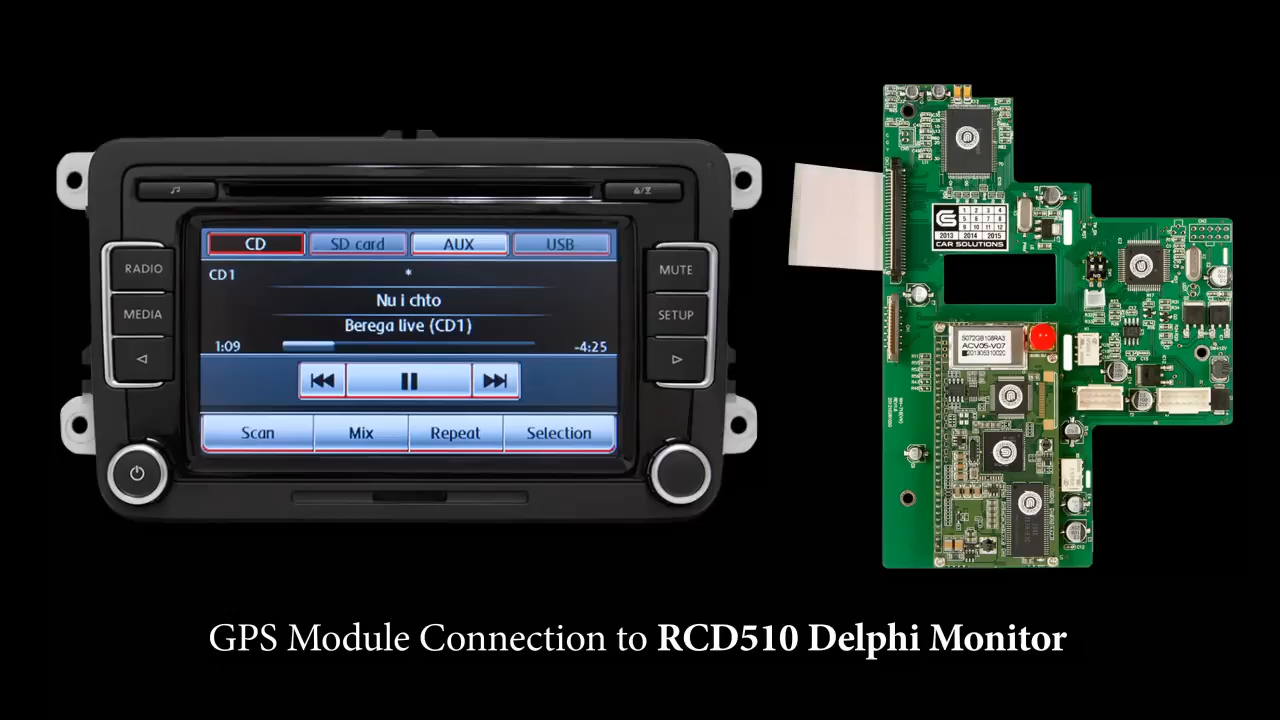 CD
SD card
AUX
USB
CD1
*
Nu i chto
Berega live (CD1)
1:09
-4:25
Scan
Mix
Repeat
Selection
RADIO
MEDIA
MUTE
SETUP
1 2 3 4
5 6 7 8
9 10 11 12
2013 2014 2015
CAR SOLUTIONS
S072GB108RA3
ACV05-V07
201305310020
GPS Module Connection to RCD510 Delphi Monitor